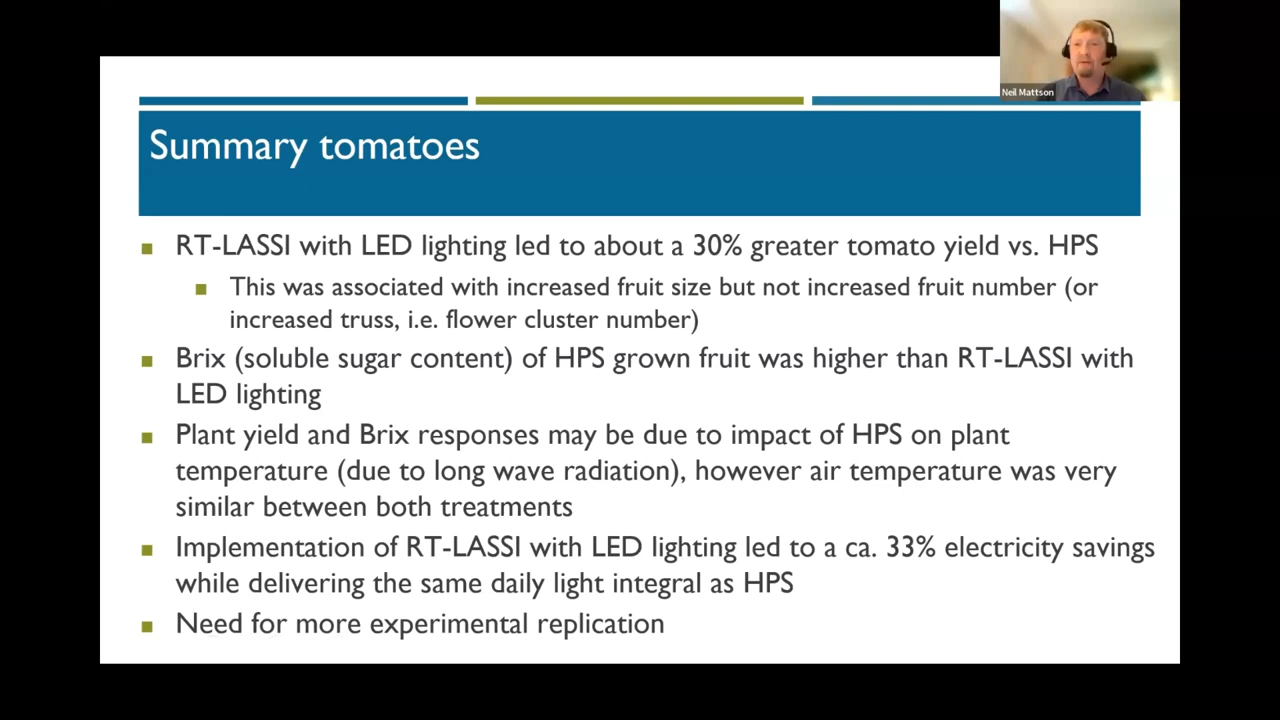 Neil Mattson
Summary tomatoes
RT-LASSI with LED lighting led to about a 30% greater tomato yield vs. HPS
This was associated with increased fruit size but not increased fruit number (or
increased truss, i.e. flower cluster number)
Brix (soluble sugar content) of HPS grown fruit was higher than RT-LASSI with
LED lighting
Plant yield and Brix responses may be due to impact of HPS on plant
temperature (due to long wave radiation), however air temperature was very
similar between both treatments
Implementation of RT-LASSI with LED lighting led to a ca. 33% electricity savings
while delivering the same daily light integral as HPS
Need for more experimental replication